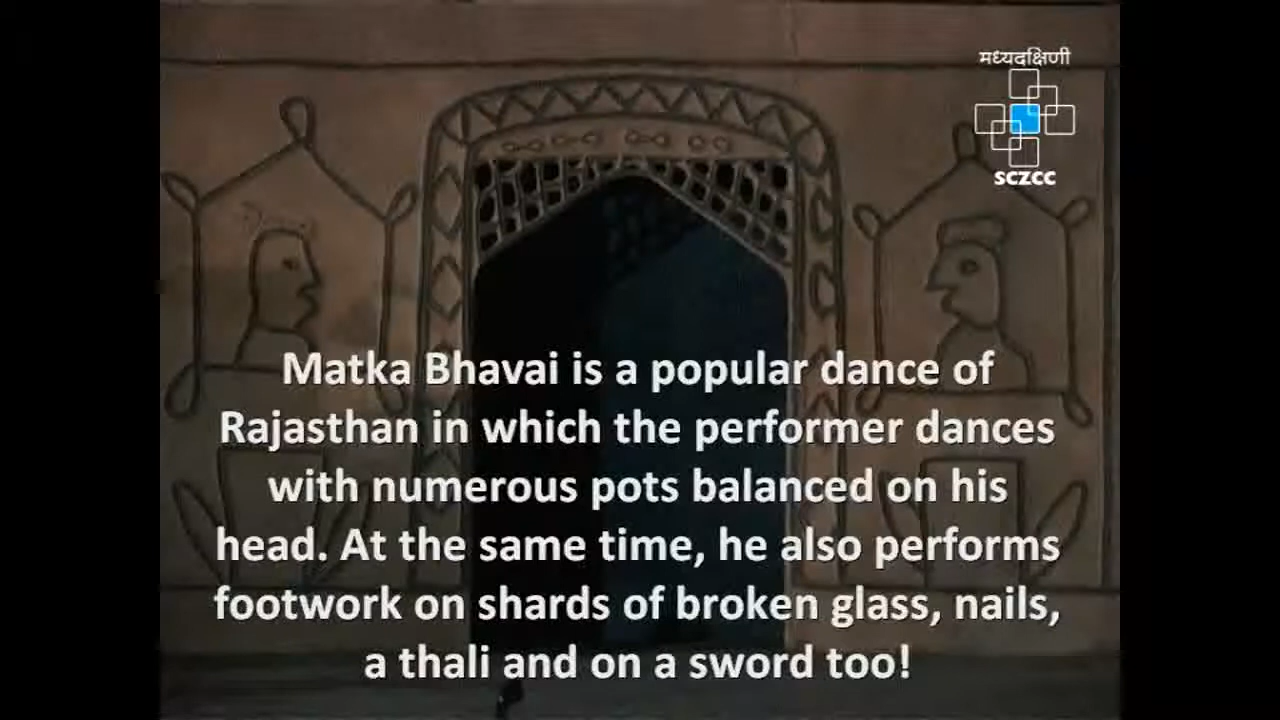 मध्यदक्षिणी
sczcc
Matka Bhavai is a popular dance of
Rajasthan in which the performer dances
with numerous pots balanced on his
head. At the same time, he also performs
footwork on shards of broken glass, nails,
a thali and on a sword too!